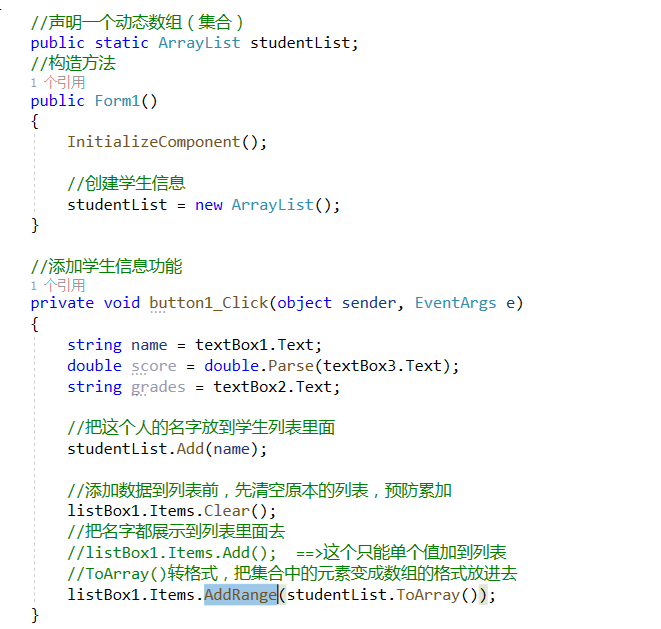 //声明一个动态数组（集合）
public static ArrayList studentList;
//构造方法
1 个引用
public Form1()
{
InitializeComponent();
//创建学生信息
studentList = new ArrayList();
}
//添加学生信息功能
1 个引用
private void button1_Click(object sender, EventArgs e)
{
string name = textBox1.Text;
double score = double.Parse(textBox3.Text);
string grades = textBox2.Text;
//把这个人的名字放到学生列表里面
studentList.Add(name);
//添加数据到列表前，先清空原本的列表，预防累加
listBox1.Items.Clear();
//把名字都展示到列表里面去
//listBox1.Items.Add();  ==>这个只能单个值加到列表
//ToArray()转格式，把集合中的元素变成数组的格式放进去
listBox1.Items.AddRange(studentList.ToArray());
}